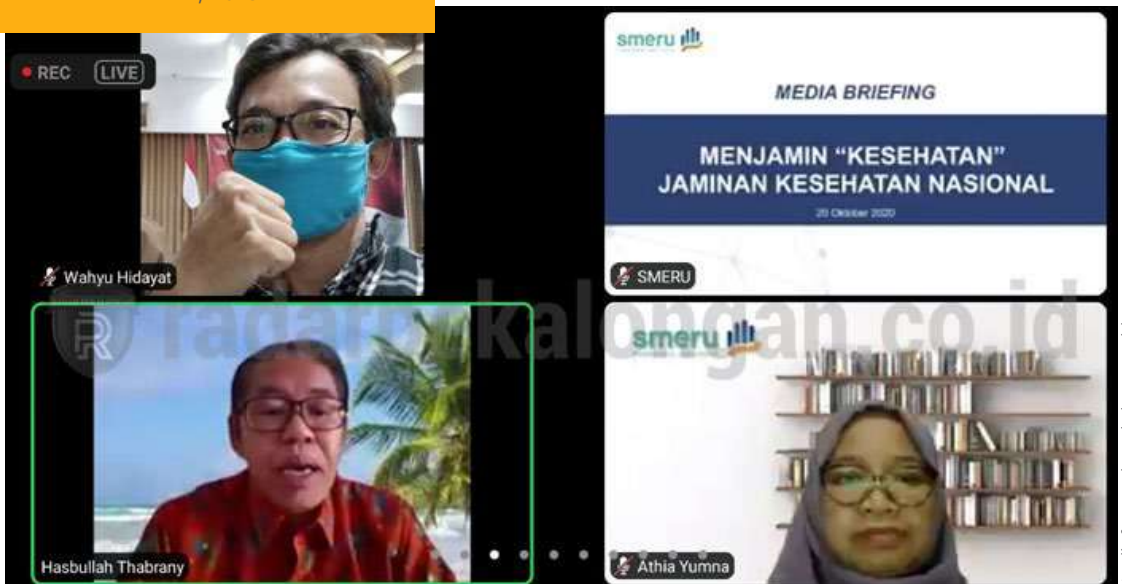 REC LIVE
Wahyu Hidayat
smeru
MEDIA BRIEFING
MENJAMIN “KESEHATAN”
JAMINAN KESEHATAN NASIONAL
20 Oktober 2020
SMERU
radarpekalongan.co.id
Hasbullah Thabrany
smeru
Athia Yumna